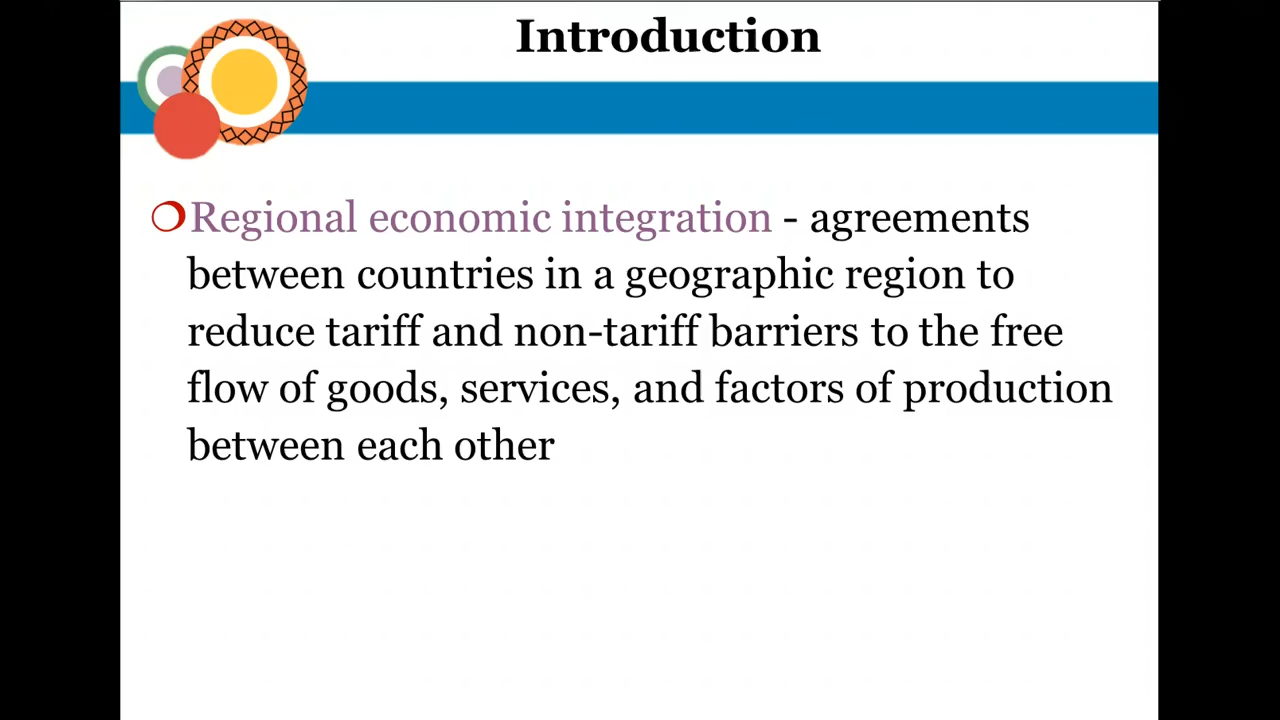 Introduction
Regional economic integration - agreements
between countries in a geographic region to
reduce tariff and non-tariff barriers to the free
flow of goods, services, and factors of production
between each other